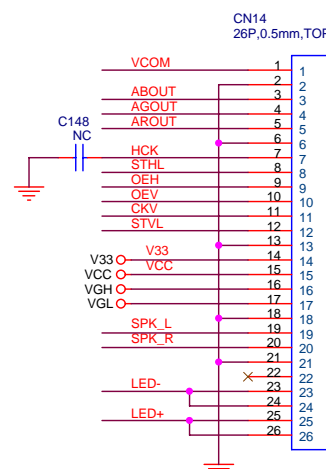 CN14
26P,0.5mm,TOP
VCOM 1 1
2 2
ABOUT 3 3
AGOUT 4 4
AROUT 5 5
C148
NC
6 6
HCK 7 7
STHL 8 8
OEH 9 9
OEV 10 10
CKV 11 11
STVL 12 12
13 13
V33 V33 14 14
VCC VCC 15 15
VGH 16 16
VGL 17 17
18 18
SPK_L 19 19
SPK_R 20 20
21 21
22 22
LED- 23 23
24 24
LED+ 25 25
26 26